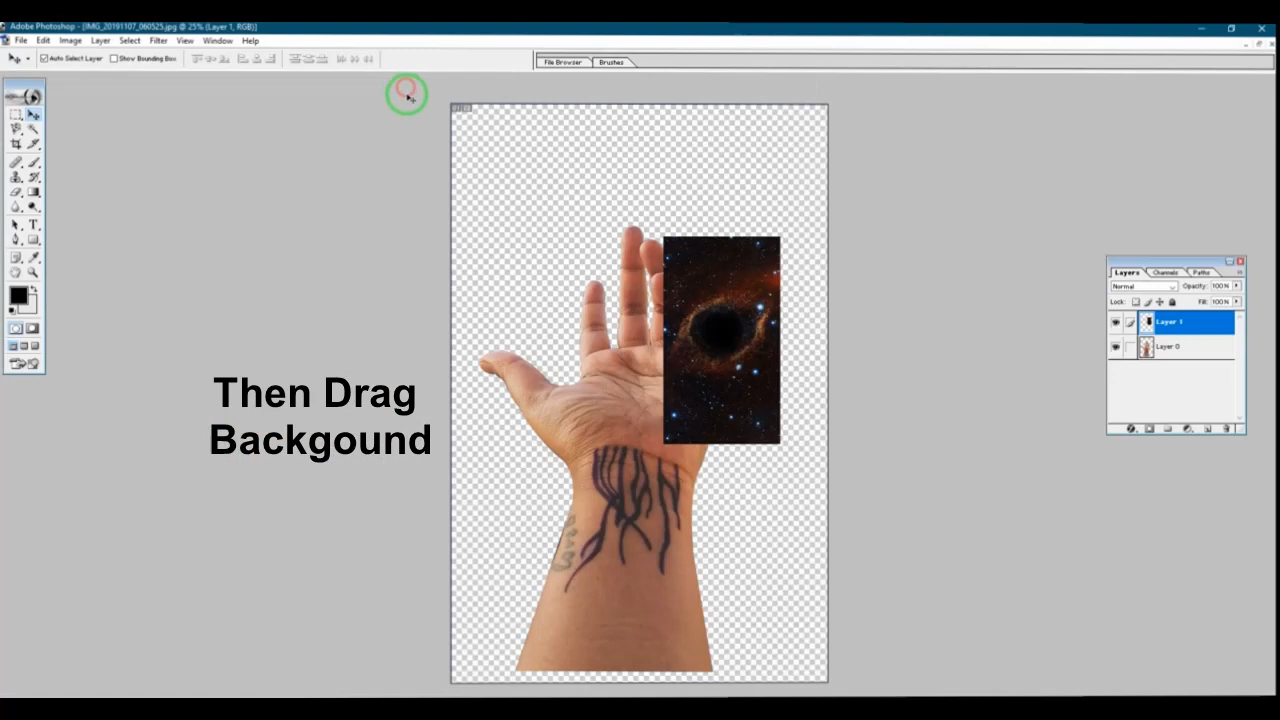 Adobe Photoshop - [IMG_20191107_060525.jpg @ 25% (Layer 1, RGB)]
File Edit Image Layer Select Filter View Window Help
Auto Select Layer Show Bounding Box
File Browser Brushes
Layers Channels Paths
Normal Opacity: 100%
Lock: Fill: 100%
Layer 1
Layer 0
Then Drag
Backgound